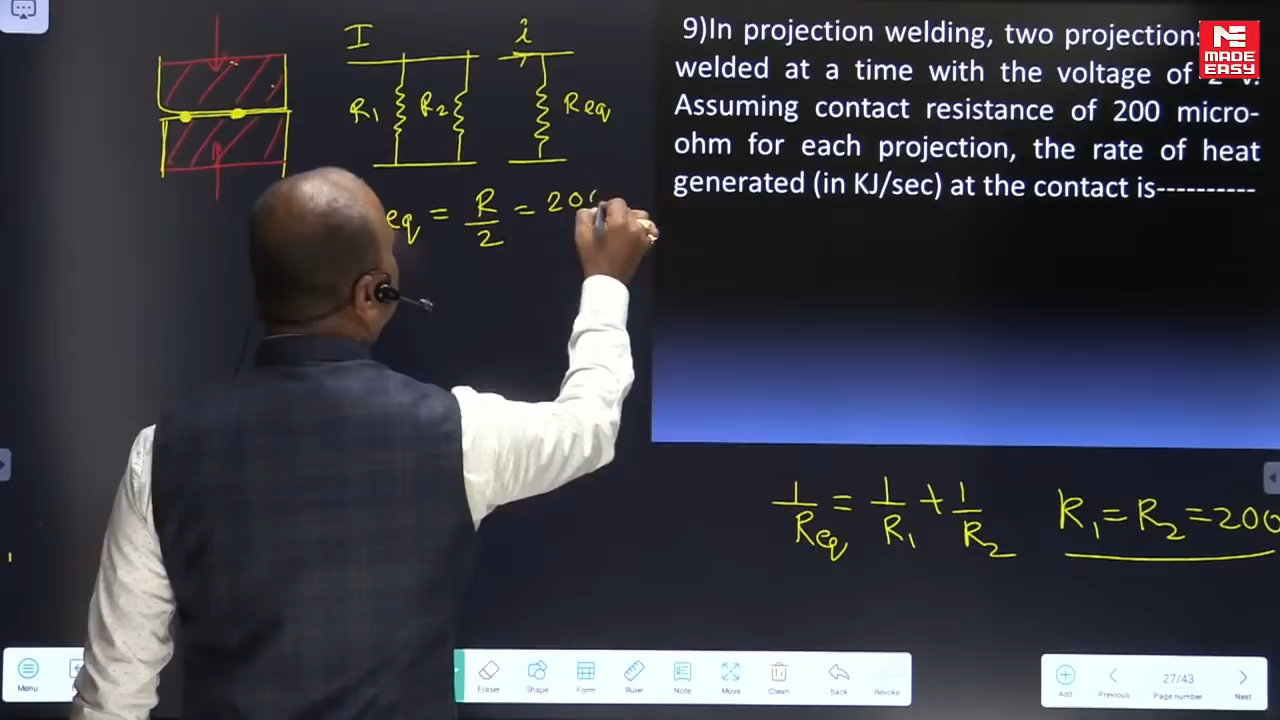 9)In projection welding, two projections
welded at a time with the voltage of 2 v.
Assuming contact resistance of 200 micro-
ohm for each projection, the rate of heat
generated (in KJ/sec) at the contact is----------
ME
MADE
EASY
I
i
R₁
R₂
Req
eq = R/2 = 200
1/Req = 1/R₁ + 1/R₂
R₁ = R₂ = 200
Menu
Eraser
Shape
Form
Ruler
Note
Move
Clean
back
Revoke
Add
Previous
27/43
Page number
Next